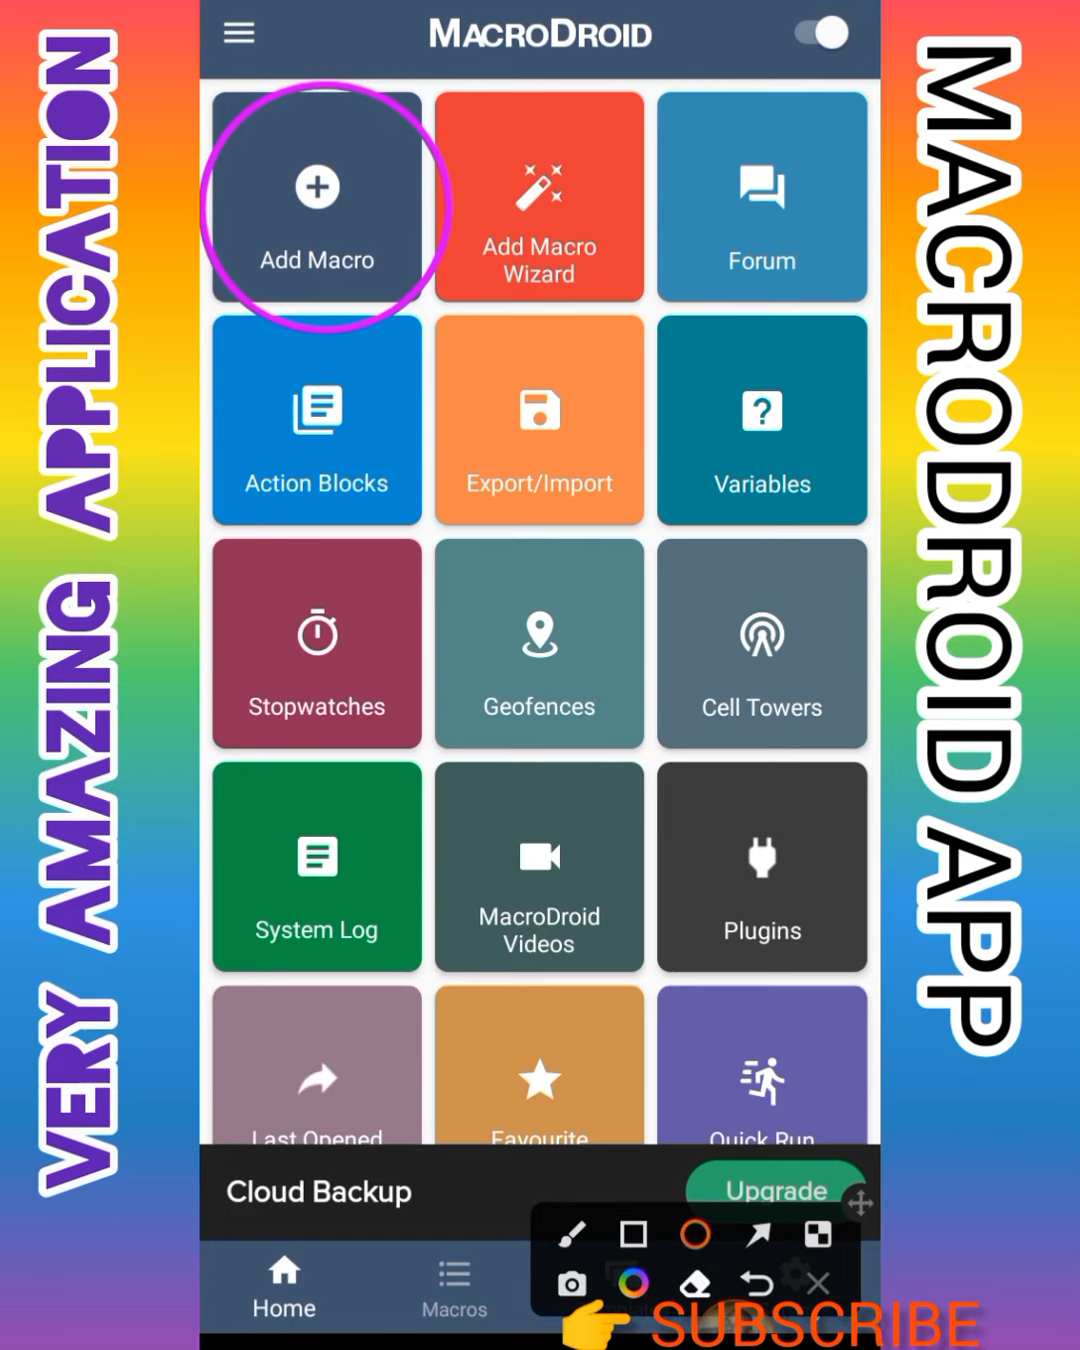 VERY AMAZING APPLICATION
MACRODROID
MACRODROID APP
Add Macro
Add Macro
Wizard
Forum
Action Blocks
Export/Import
Variables
?
Stopwatches
Geofences
Cell Towers
System Log
MacroDroid
Videos
Plugins
Last Opened
Favourite
Quick Run
Cloud Backup
Upgrade
Home
Macros
SUBSCRIBE